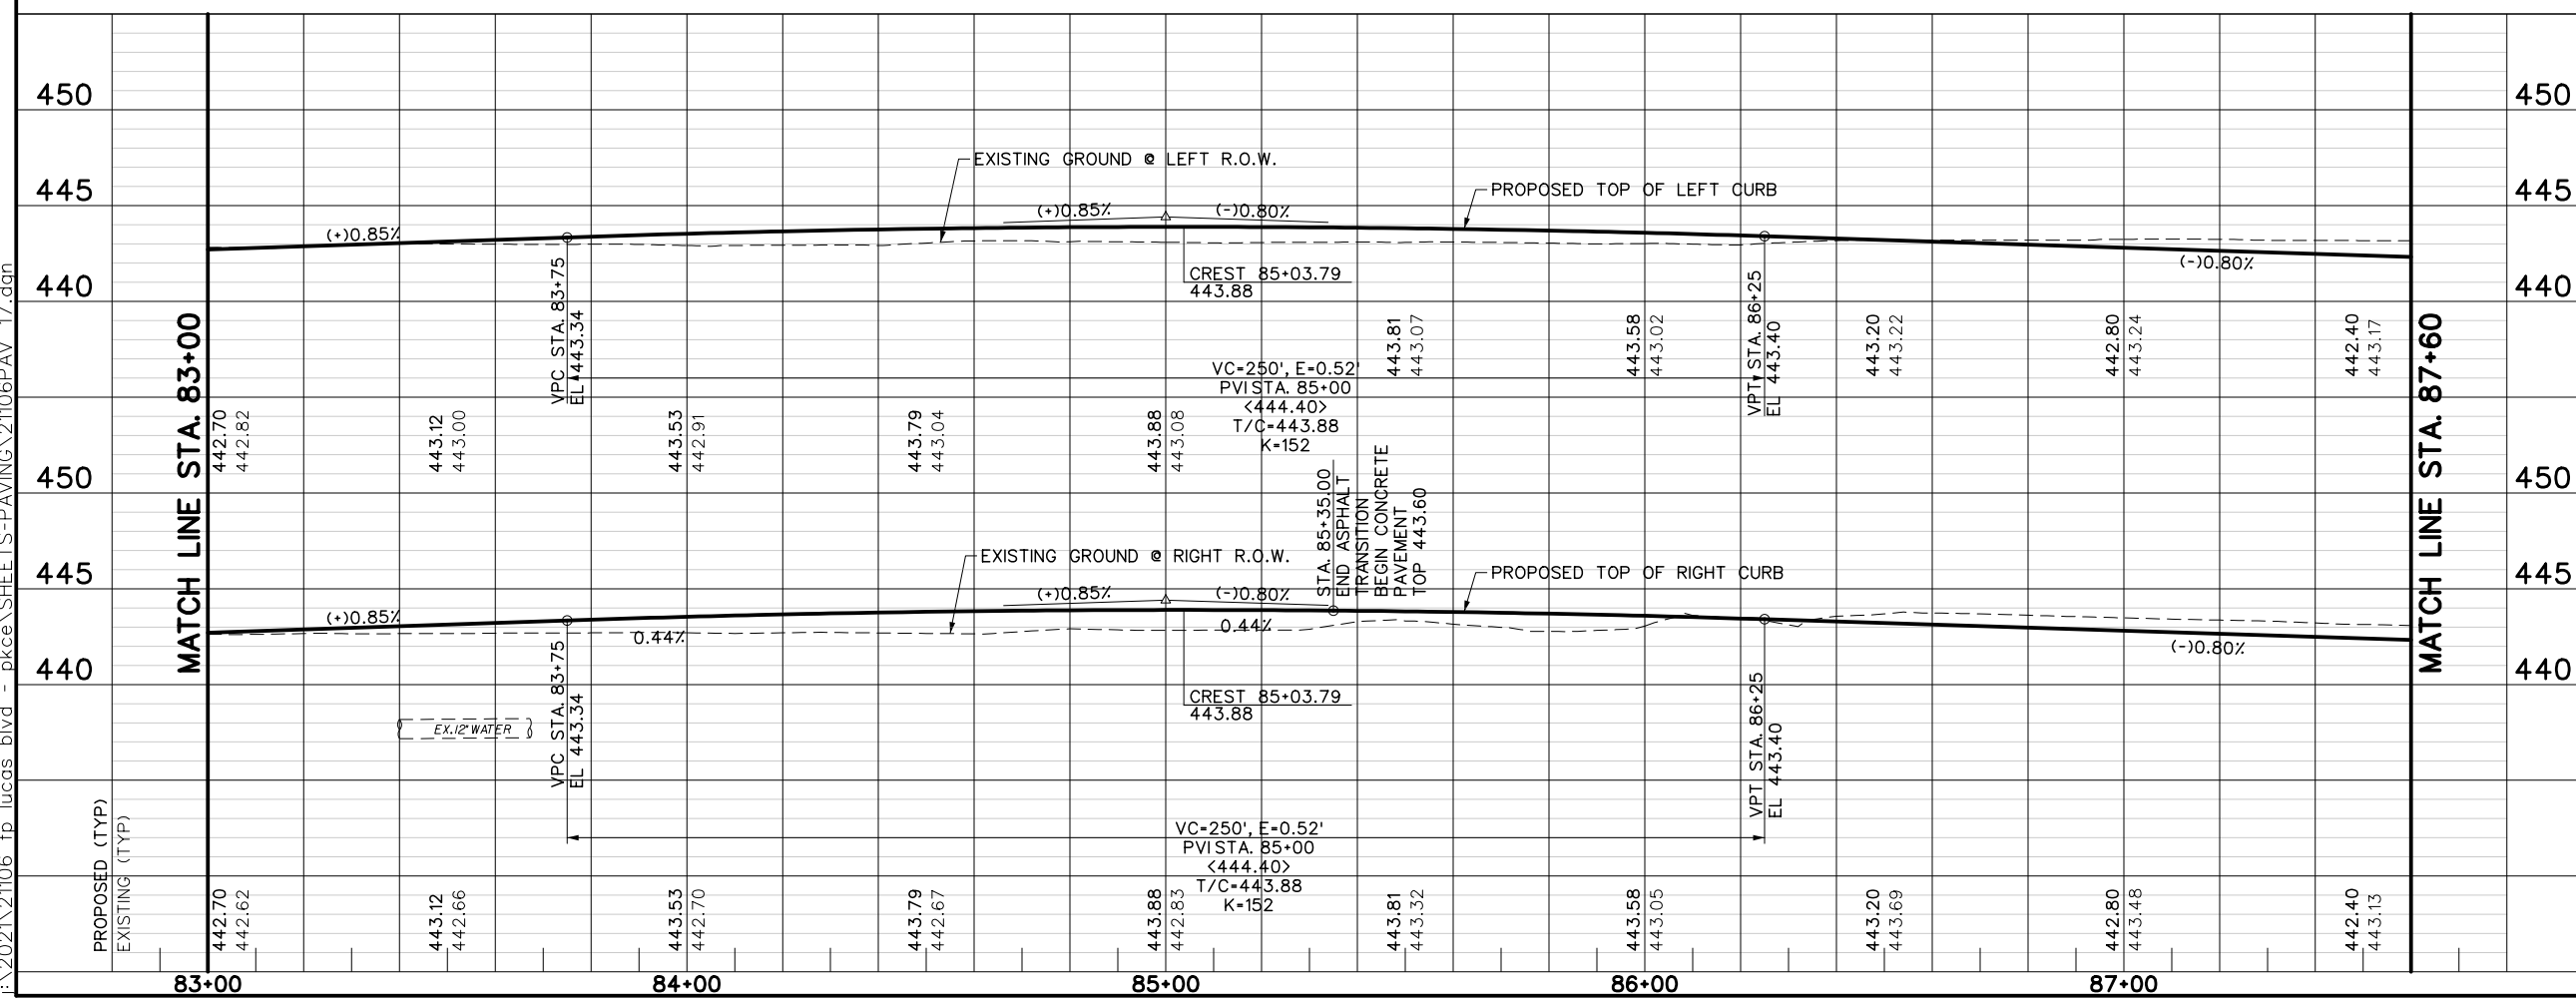 450
450
EXISTING GROUND @ LEFT R.O.W.
445
PROPOSED TOP OF LEFT CURB
445
(+)0.85%
(-)0.80%
(+)0.85%
(-)0.80%
CREST 85+03.79
443.88
440
440
VPC STA. 83+75
EL 443.34
VPT STA. 86+25
EL 443.40
MATCH LINE STA. 83+00
MATCH LINE STA. 87+60
VC=250', E=0.52'
PVI STA. 85+00
<444.40>
T/C=443.88
K=152
442.70
442.82
443.12
443.00
443.53
442.91
443.79
443.04
443.88
443.08
443.81
443.07
443.58
443.02
443.20
443.22
442.80
443.24
442.40
443.17
450
450
STA. 85+35.00
END ASPHALT
TRANSITION
BEGIN CONCRETE
PAVEMENT
TOP 443.60
EXISTING GROUND @ RIGHT R.O.W.
445
PROPOSED TOP OF RIGHT CURB
445
(+)0.85%
(-)0.80%
(+)0.85%
0.44%
0.44%
(-)0.80%
440
440
CREST 85+03.79
443.88
EX.12" WATER
VPC STA. 83+75
EL 443.34
VPT STA. 86+25
EL 443.40
VC=250', E=0.52'
PVI STA. 85+00
<444.40>
T/C=443.88
K=152
PROPOSED (TYP)
EXISTING (TYP)
442.70
442.62
443.12
442.66
443.53
442.70
443.79
442.67
443.88
442.83
443.81
443.32
443.58
443.05
443.20
443.69
442.80
443.48
442.40
443.13
83+00
84+00
85+00
86+00
87+00
\2021\21106 fp lucas blvd - pkce\SHEETS-PAVING\21106PAV 17.dgn